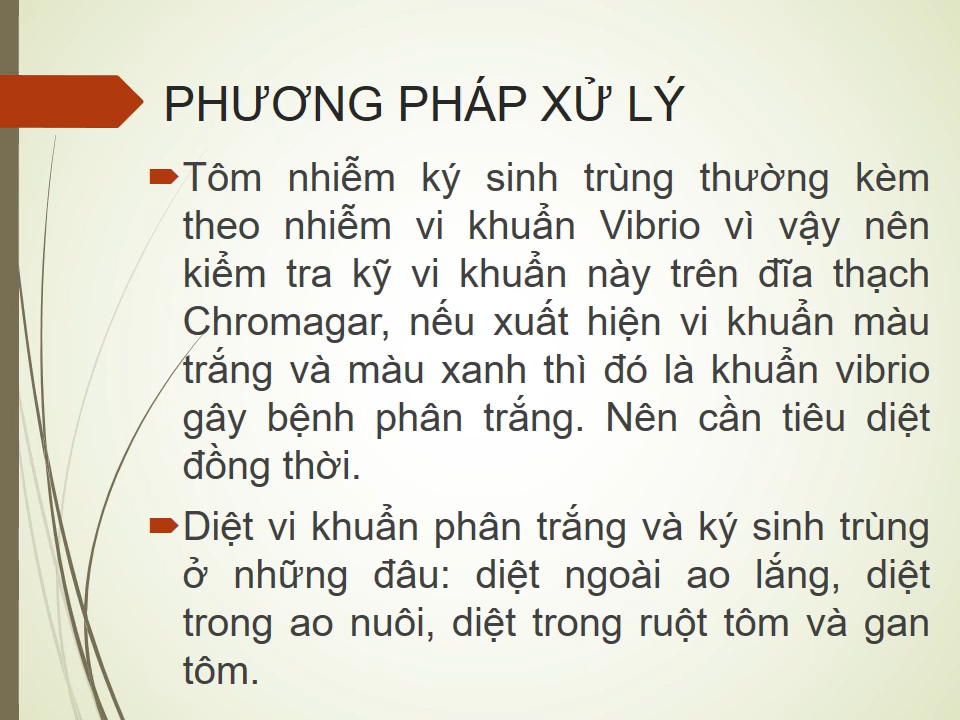 PHƯƠNG PHÁP XỬ LÝ
Tôm nhiễm ký sinh trùng thường kèm
theo nhiễm vi khuẩn Vibrio vì vậy nên
kiểm tra kỹ vi khuẩn này trên đĩa thạch
Chromagar, nếu xuất hiện vi khuẩn màu
trắng và màu xanh thì đó là khuẩn vibrio
gây bệnh phân trắng. Nên cần tiêu diệt
đồng thời.
Diệt vi khuẩn phân trắng và ký sinh trùng
ở những đâu: diệt ngoài ao lắng, diệt
trong ao nuôi, diệt trong ruột tôm và gan
tôm.